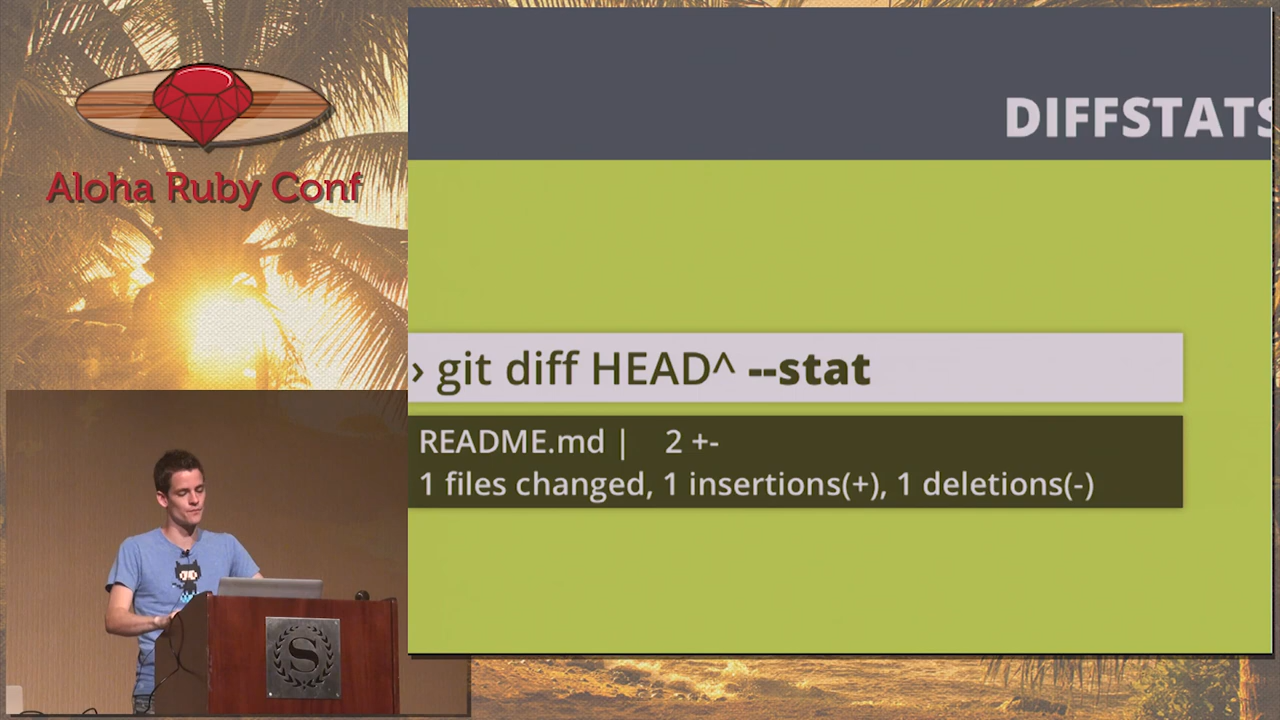 Aloha Ruby Conf
DIFFSTATS
› git diff HEAD^ --stat
README.md | 2 +-
1 files changed, 1 insertions(+), 1 deletions(-)
S